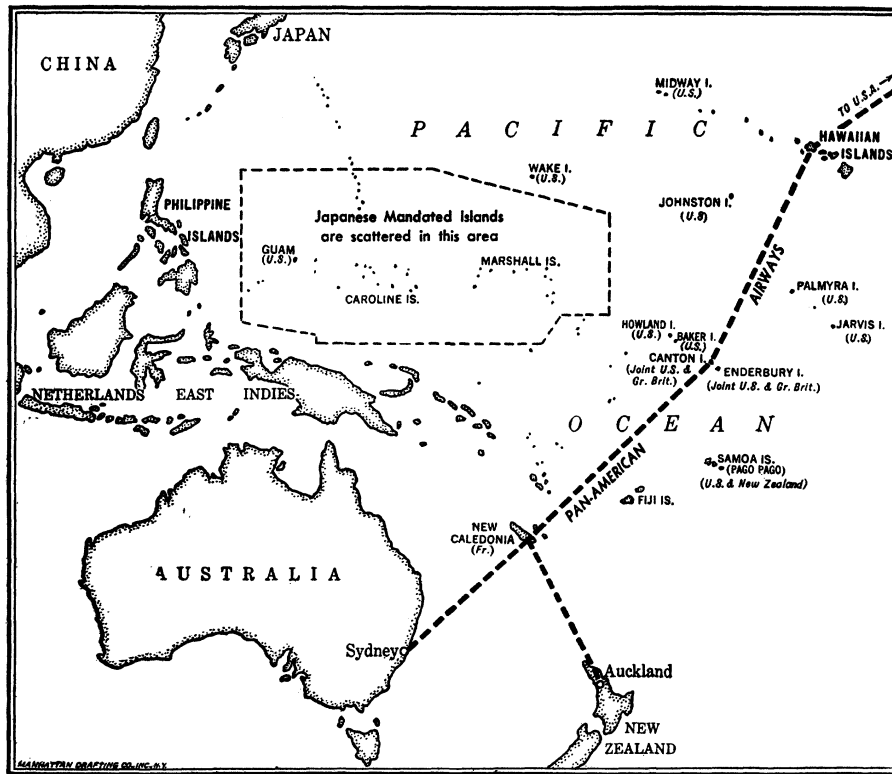 JAPAN
CHINA
MIDWAY I.
(U.S.)
TO U.S.A.
PACIFIC
HAWAIIAN
ISLANDS
WAKE I.
(U.S.)
PHILIPPINE
ISLANDS
JOHNSTON I.
(U.S)
Japanese Mandated Islands
are scattered in this area
GUAM
(U.S.)
MARSHALL IS.
CAROLINE IS.
AIRWAYS
PALMYRA I.
(U.S.)
HOWLAND I.
(U.S.)
BAKER I.
(U.S.)
JARVIS I.
(U.S)
CANTON I.
(Joint U.S. &
Gr. Brit.)
ENDERBURY I.
(Joint U.S. & Gr. Brit.)
NETHERLANDS EAST INDIES
OCEAN
SAMOA IS.
(PAGO PAGO)
(U.S. & New Zealand)
PAN-AMERICAN
FIJI IS.
NEW
CALEDONIA
(Fr.)
AUSTRALIA
Sydney
Auckland
NEW
ZEALAND
MANHATTAN DRAFTING CO., INC., N.Y.